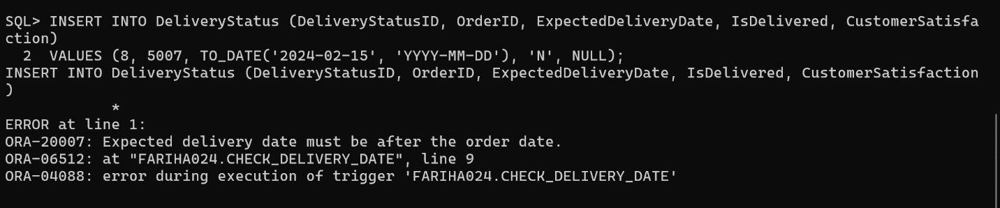 SQL> INSERT INTO DeliveryStatus (DeliveryStatusID, OrderID, ExpectedDeliveryDate, IsDelivered, CustomerSatisfa
ction)
  2  VALUES (8, 5007, TO_DATE('2024-02-15', 'YYYY-MM-DD'), 'N', NULL);
INSERT INTO DeliveryStatus (DeliveryStatusID, OrderID, ExpectedDeliveryDate, IsDelivered, CustomerSatisfaction
)
            *
ERROR at line 1:
ORA-20007: Expected delivery date must be after the order date.
ORA-06512: at "FARIHA024.CHECK_DELIVERY_DATE", line 9
ORA-04088: error during execution of trigger 'FARIHA024.CHECK_DELIVERY_DATE'